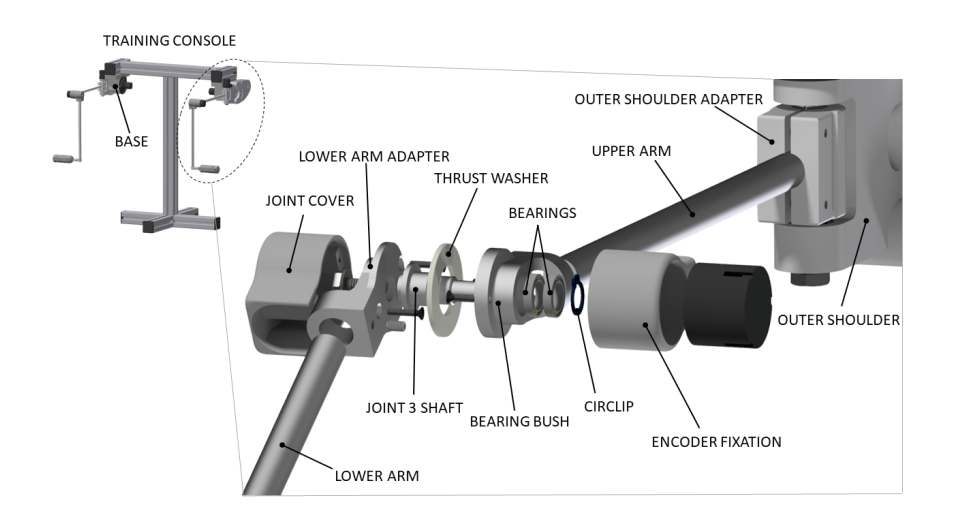 TRAINING CONSOLE
BASE
OUTER SHOULDER ADAPTER
UPPER ARM
LOWER ARM ADAPTER
THRUST WASHER
JOINT COVER
BEARINGS
OUTER SHOULDER
JOINT 3 SHAFT
BEARING BUSH
CIRCLIP
ENCODER FIXATION
LOWER ARM